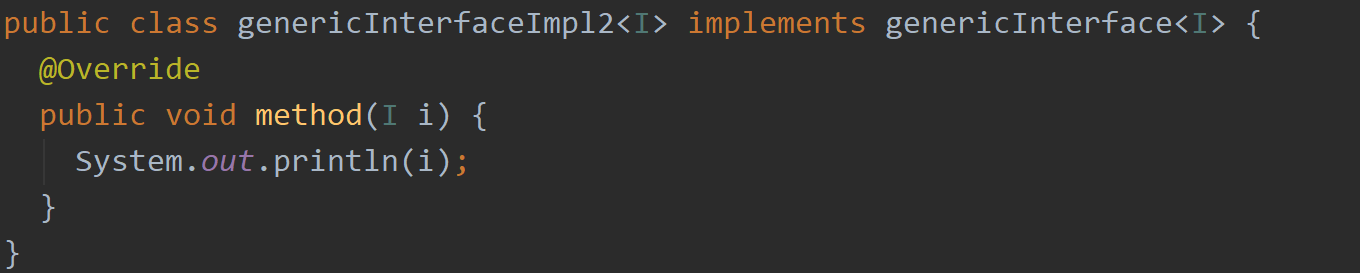 public class genericInterfaceImpl2<I> implements genericInterface<I> {
@Override
public void method(I i) {
System.out.println(i);
}
}